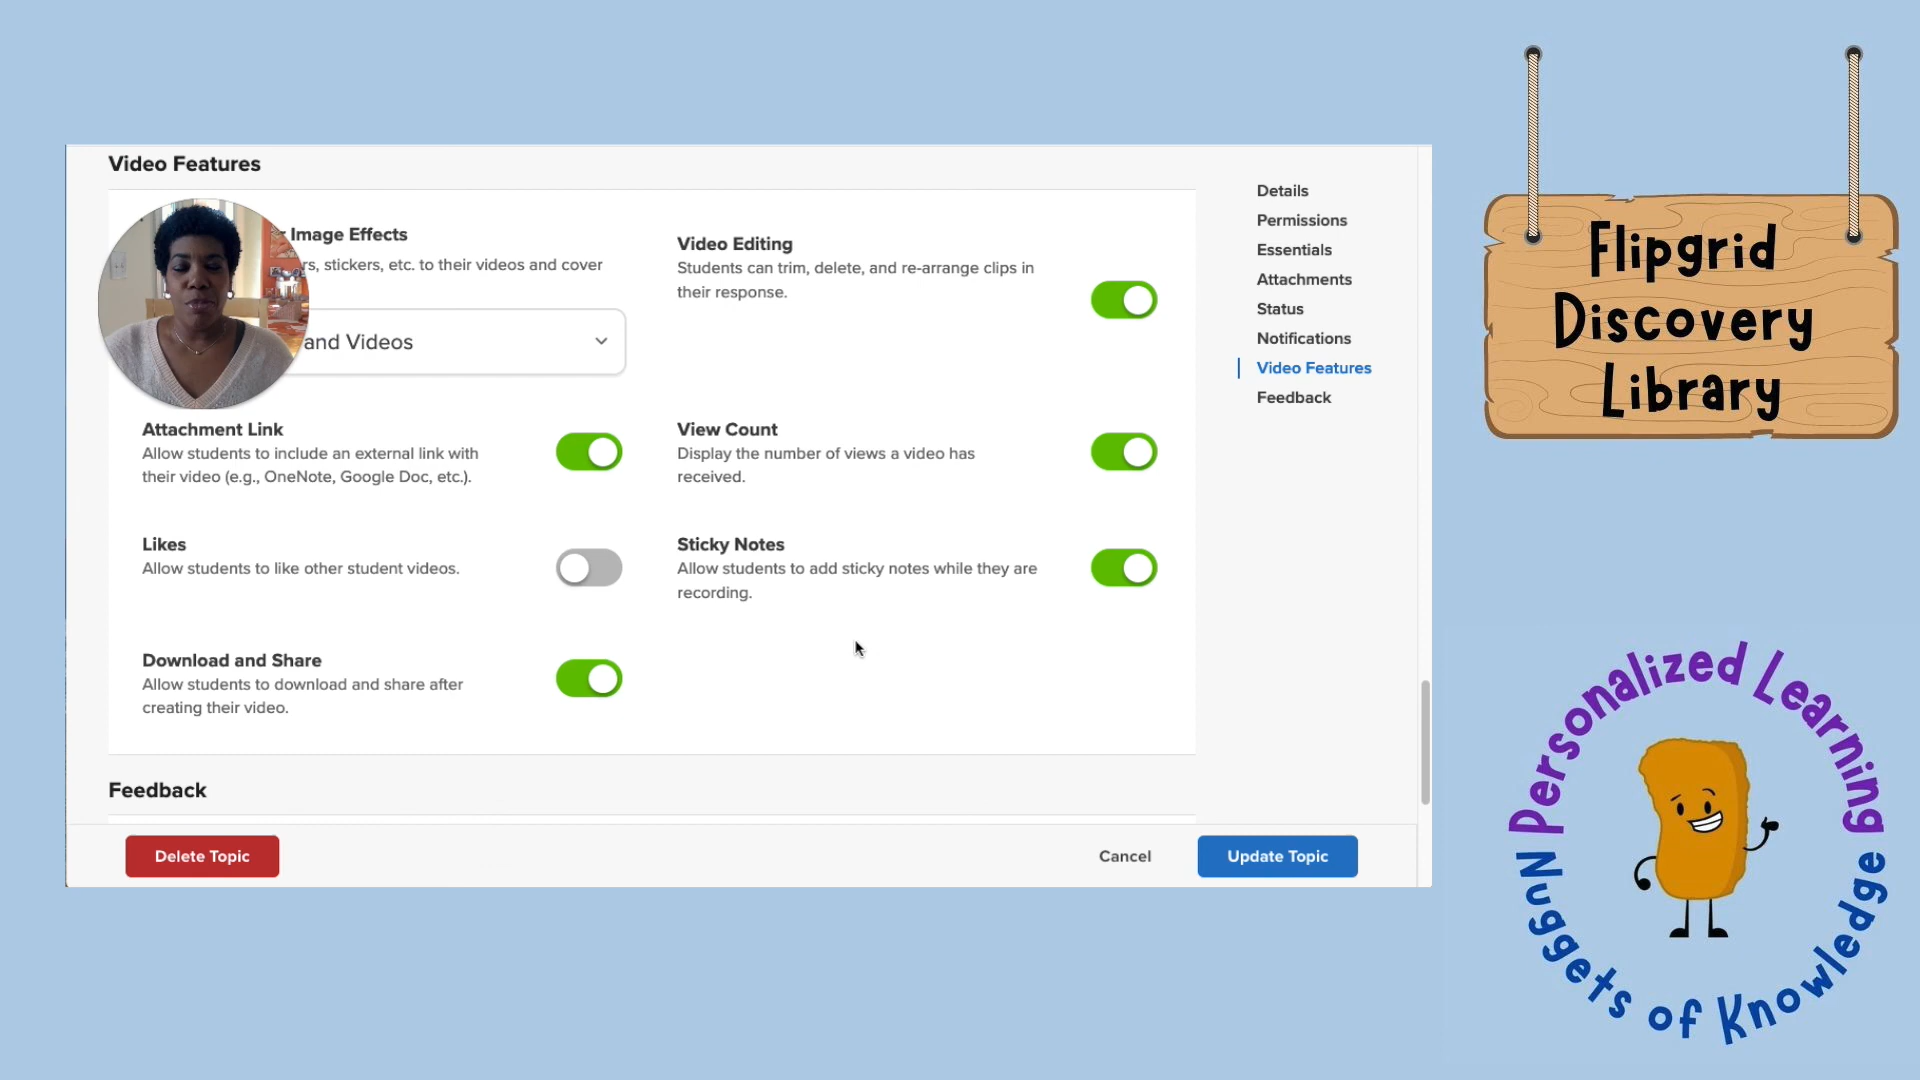 Video Features
Image Effects
rs, stickers, etc. to their videos and cover
and Videos
Video Editing
Students can trim, delete, and re-arrange clips in
their response.
Attachment Link
Allow students to include an external link with
their video (e.g., OneNote, Google Doc, etc.).
View Count
Display the number of views a video has
received.
Likes
Allow students to like other student videos.
Sticky Notes
Allow students to add sticky notes while they are
recording.
Download and Share
Allow students to download and share after
creating their video.
Feedback
Delete Topic
Cancel
Update Topic
Details
Permissions
Essentials
Attachments
Status
Notifications
Video Features
Feedback
Flipgrid
Discovery
Library
Personalized Learning
Nuggets of Knowledge